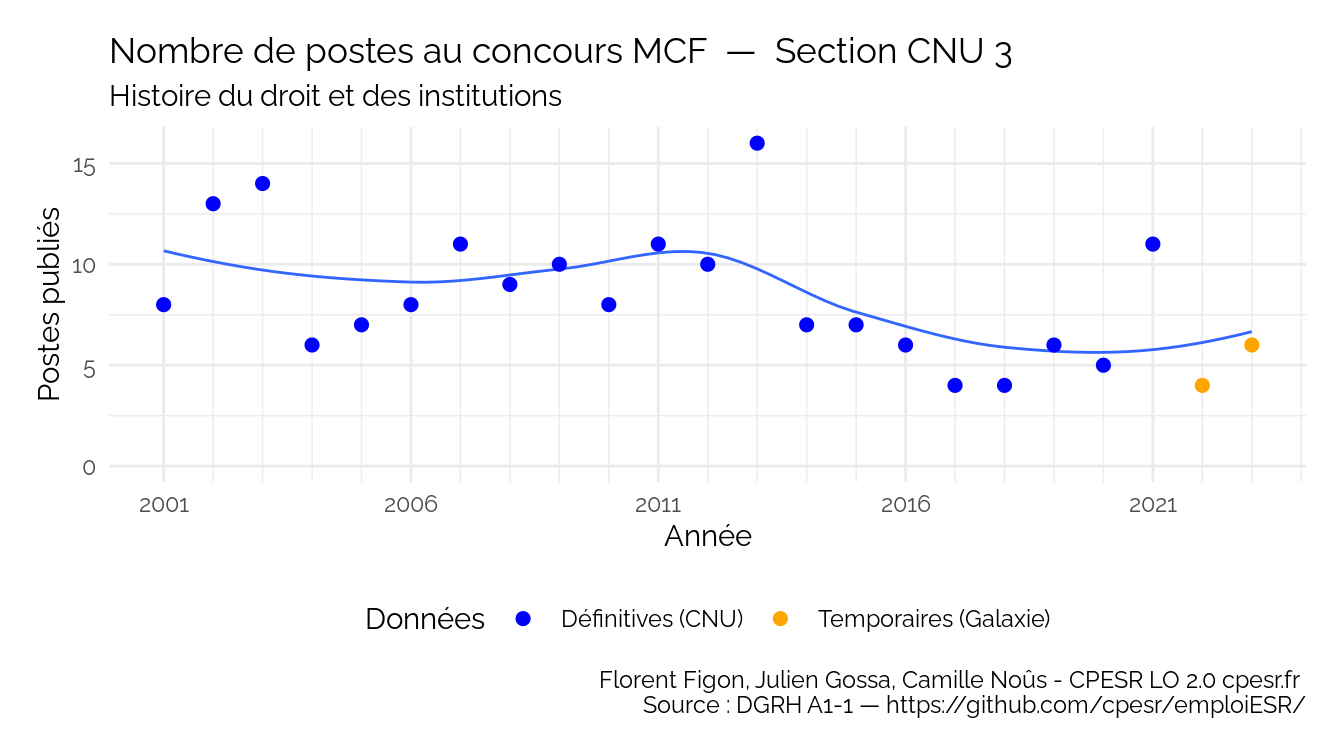 Nombre de postes au concours MCF — Section CNU 3
Histoire du droit et des institutions
Postes publiés
15
10
5
0
2001 2006 2011 2016 2021
Année
Données Définitives (CNU) Temporaires (Galaxie)
Florent Figon, Julien Gossa, Camille Noûs - CPESR LO 2.0 cpesr.fr
Source : DGRH A1-1 — https://github.com/cpesr/emploiESR/